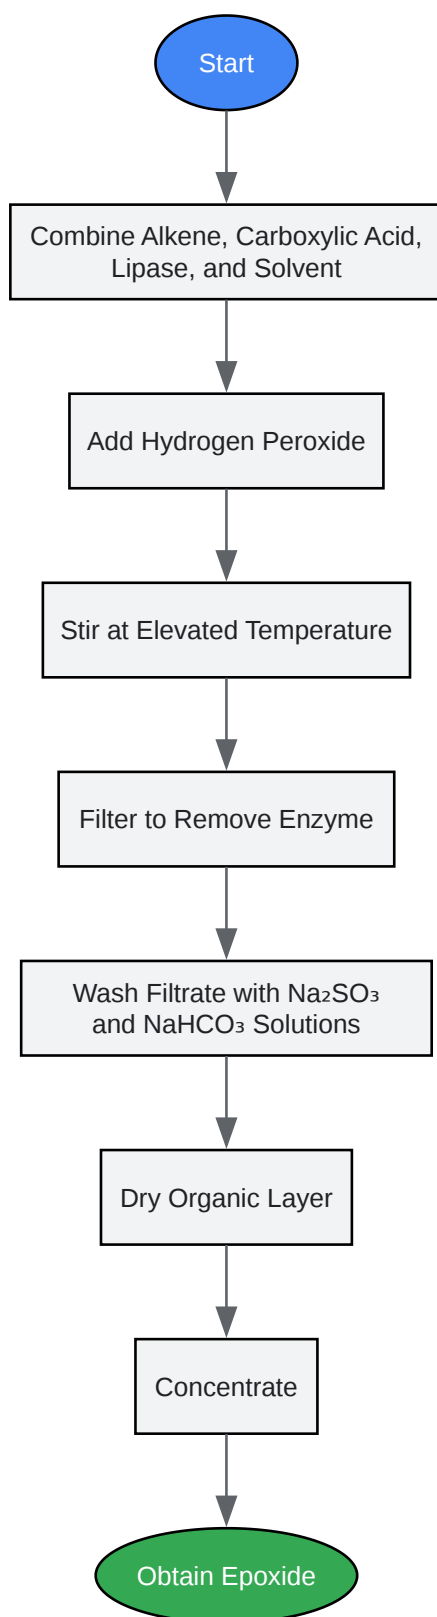 Start
Combine Alkene, Carboxylic Acid,
Lipase, and Solvent
Add Hydrogen Peroxide
Stir at Elevated Temperature
Filter to Remove Enzyme
Wash Filtrate with Na₂SO₃
and NaHCO₃ Solutions
Dry Organic Layer
Concentrate
Obtain Epoxide